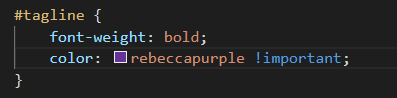 #tagline {
    font-weight: bold;
    color: rebeccapurple !important;
}